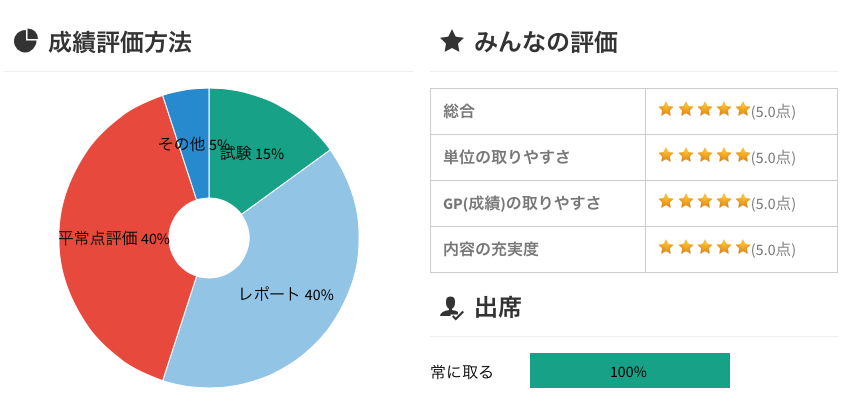 成績評価方法
その他 5%
試験 15%
平常点評価 40%
レポート 40%
みんなの評価
総合 (5.0点)
単位の取りやすさ (5.0点)
GP(成績)の取りやすさ (5.0点)
内容の充実度 (5.0点)
出席
常に取る 100%